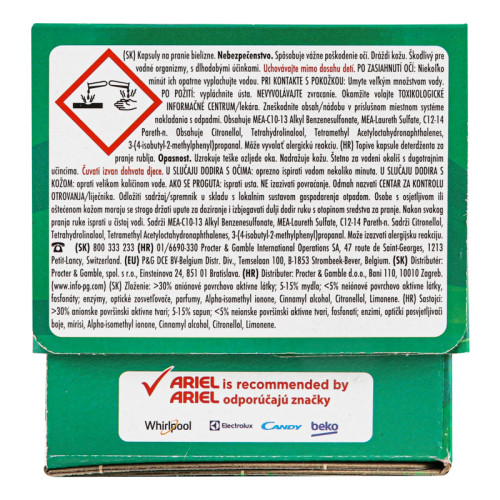 (SK) Kapsuly na pranie bielizne. Nebezpečenstvo. Spôsobuje vážne poškodenie očí. Dráždi kožu. Škodlivý pre
vodné organizmy, s dlhodobými účinkami. Uchovávajte mimo dosahu detí. PO ZASIAHNUTÍ OČÍ: Niekoľko
minút ich opatrne vyplachujte vodou. PRI KONTAKTE S POKOŽKOU: Umyte veľkým množstvom vody.
PO POŽITÍ: vypláchnite ústa. NEVYVOLÁVAJTE zvracanie. Okamžite volajte TOXIKOLOGICKÉ
INFORMAČNÉ CENTRUM/lekára. Zneškodnite obsah/nádobu v príslušnom miestnom systéme
nakladania s odpadmi. Obsahuje MEA-C10-13 Alkyl Benzenesulfonate, MEA-Laureth Sulfate, C12-14
Pareth-n. Obsahuje Citronellol, Tetrahydrolinalool, Tetramethyl Acetyloctahydronaphthalenes,
3-(4-isobutyl-2-methylphenyl)propanal. Môže vyvolať alergickú reakciu. (HR) Topive kapsule deterdženta za
pranje rublja. Opasnost. Uzrokuje teške ozljede oka. Nadražuje kožu. Štetno za vodeni okoliš s dugotrajnim
učincima. Čuvati izvan dohvata djece. U SLUČAJU DODIRA S OČIMA: oprezno ispirati vodom nekoliko minuta. U SLUČAJU DODIRA S
KOŽOM: oprati velikom količinom vode. AKO SE PROGUTA: isprati usta. NE izazivati povraćanje. Odmah nazvati CENTAR ZA KONTROLU
OTROVANJA/liječnika. Odložiti sadržaj/spremnik u skladu s lokalnim sustavom gospodarenja otpadom. Osobe s osjetljivom ili
oštećenom kožom moraju se strogo držati upute za doziranje i izbjegavati dulji dodir ruku s otopinom sredstva za pranje. Nakon svakog
pranja ruke isprati u čistoj vodi. Sadrži MEA-C10-13 Alkyl Benzenesulfonate, MEA-Laureth Sulfate, C12-14 Pareth-n. Sadrži Citronellol,
Tetrahydrolinalool, Tetramethyl Acetyloctahydronaphthalenes, 3-(4-isobutyl-2-methylphenyl)propanal. Može izazvati alergijsku reakciju.
(SK) 800 333 233 (HR) 01/6690-330 Procter & Gamble International Operations SA, 47 route de Saint-Georges, 1213
Petit-Lancy, Switzerland. (EU) P&G DCE BV-Belgium Distr. Div., Temselaan 100, B-1853 Strombeek-Bever, Belgium. (SK) Distribútor:
Procter & Gamble, spol. s r.o., Einsteinova 24, 851 01 Bratislava. (HR) Distributer: Procter & Gamble d.o.o., Bani 110, 10010 Zagreb.
(www.info-pg.com) (SK) Zloženie: >30% aniónové povrchovo aktívne látky; 5-15% mydlo; <5% neiónové povrchovo aktívne látky,
fosfonáty; enzýmy, optické zosvetľovače, parfumy, Alpha-isomethyl ionone, Cinnamyl alcohol, Citronellol, Limonene. (HR) Sastojci:
>30% anionske površinski aktivne tvari; 5-15% sapun; <5% neionske površinski aktivne tvari, fosfonati; enzimi, optički posvjetljivači
boje, mirisi, Alpha-isomethyl ionone, Cinnamyl alcohol, Citronellol, Limonene.
ARIEL is recommended by
ARIEL odporúčajú značky
Whirlpool Electrolux CANDY beko